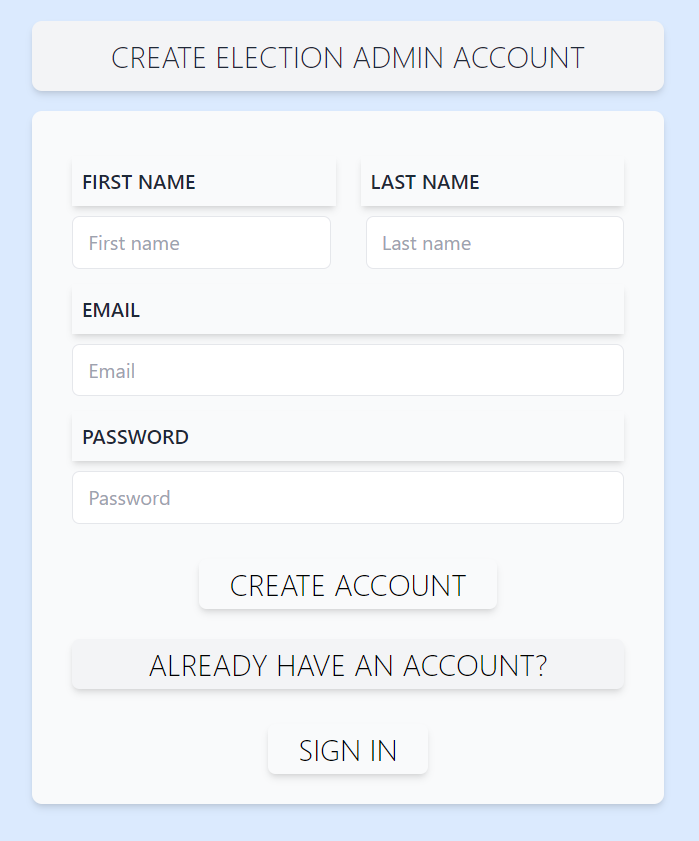 CREATE ELECTION ADMIN ACCOUNT
FIRST NAME LAST NAME
First name Last name
EMAIL
Email
PASSWORD
Password
CREATE ACCOUNT
ALREADY HAVE AN ACCOUNT?
SIGN IN